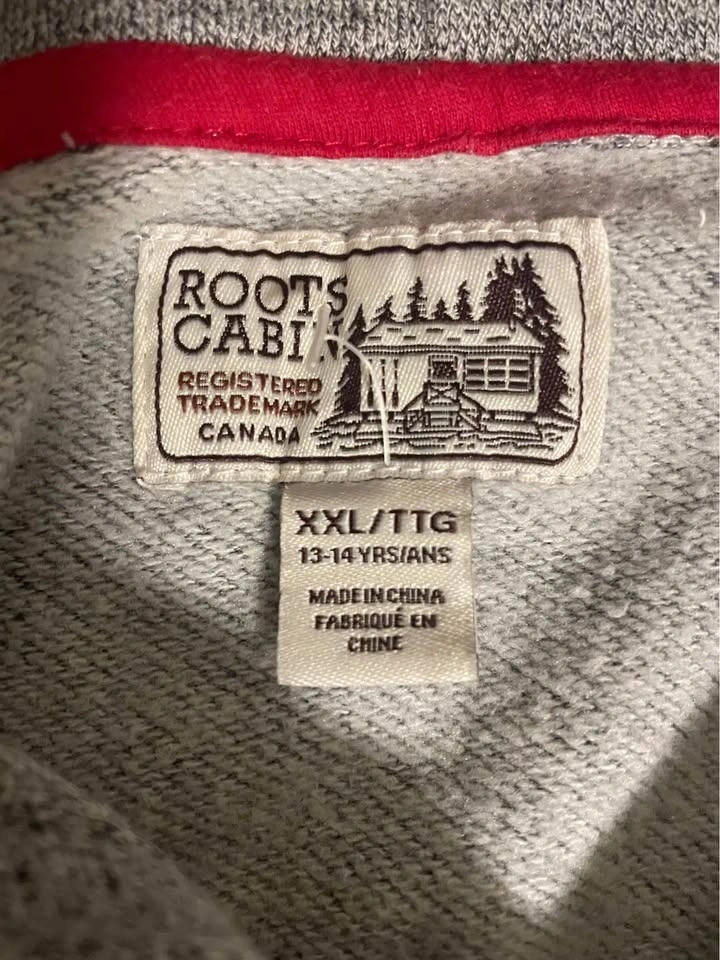 ROOTS
CABIN
REGISTERED
TRADEMARK
CANADA
XXL/TTG
13-14 YRS/ANS
MADE IN CHINA
FABRIQUÉ EN
CHINE